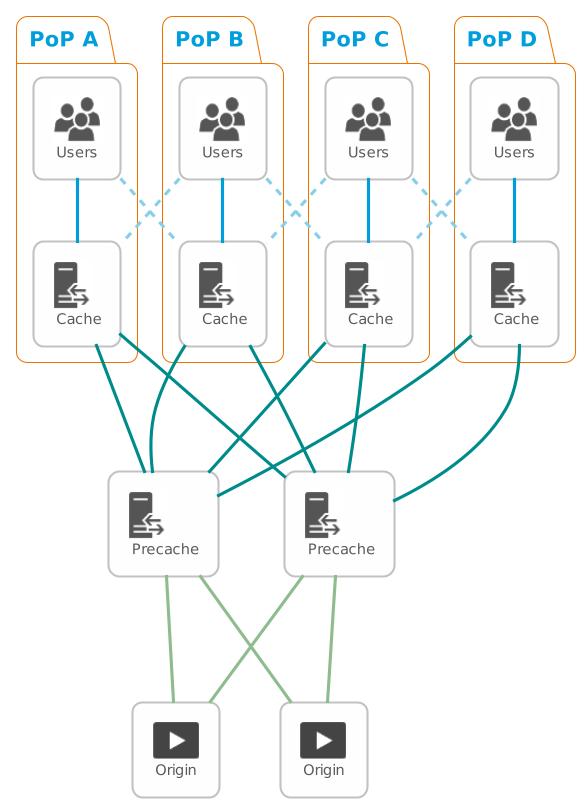 PoP A
PoP B
PoP C
PoP D
Users
Users
Users
Users
Cache
Cache
Cache
Cache
Precache
Precache
Origin
Origin